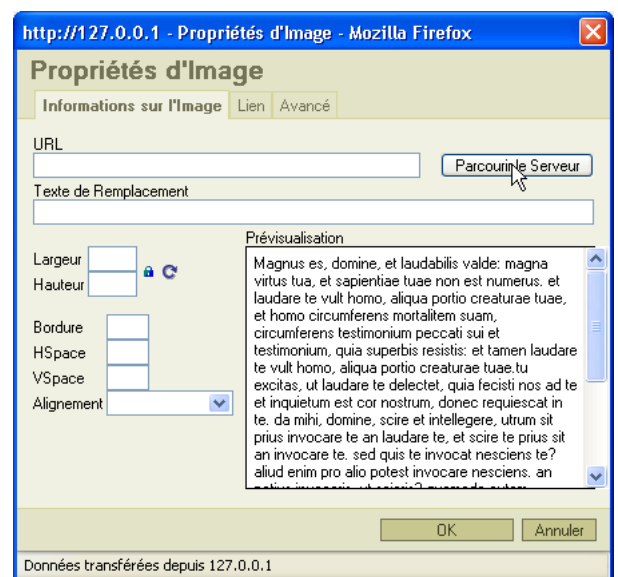 http://127.0.0.1 - Propriétés d'Image - Mozilla Firefox
Propriétés d'Image
Informations sur l'Image Lien Avancé
URL
Parcourir le Serveur
Texte de Remplacement
Prévisualisation
Largeur
Hauteur
Bordure
HSpace
VSpace
Alignement
Magnus es, domine, et laudabilis valde: magna
virtus tua, et sapientiae tuae non est numerus. et
laudare te vult homo, aliqua portio creaturae tuae,
et homo circumferens mortalitem suam,
circumferens testimonium peccati sui et
testimonium, quia superbis resistis: et tamen laudare
te vult homo, aliqua portio creaturae tuae.tu
excitas, ut laudare te delectet, quia fecisti nos ad te
et inquietum est cor nostrum, donec requiescat in
te. da mihi, domine, scire et intellegere, utrum sit
prius invocare te an laudare te, et scire te prius sit
an invocare te. sed quis te invocat nesciens te?
aliud enim pro alio potest invocare nesciens. an
OK Annuler
Données transférées depuis 127.0.0.1